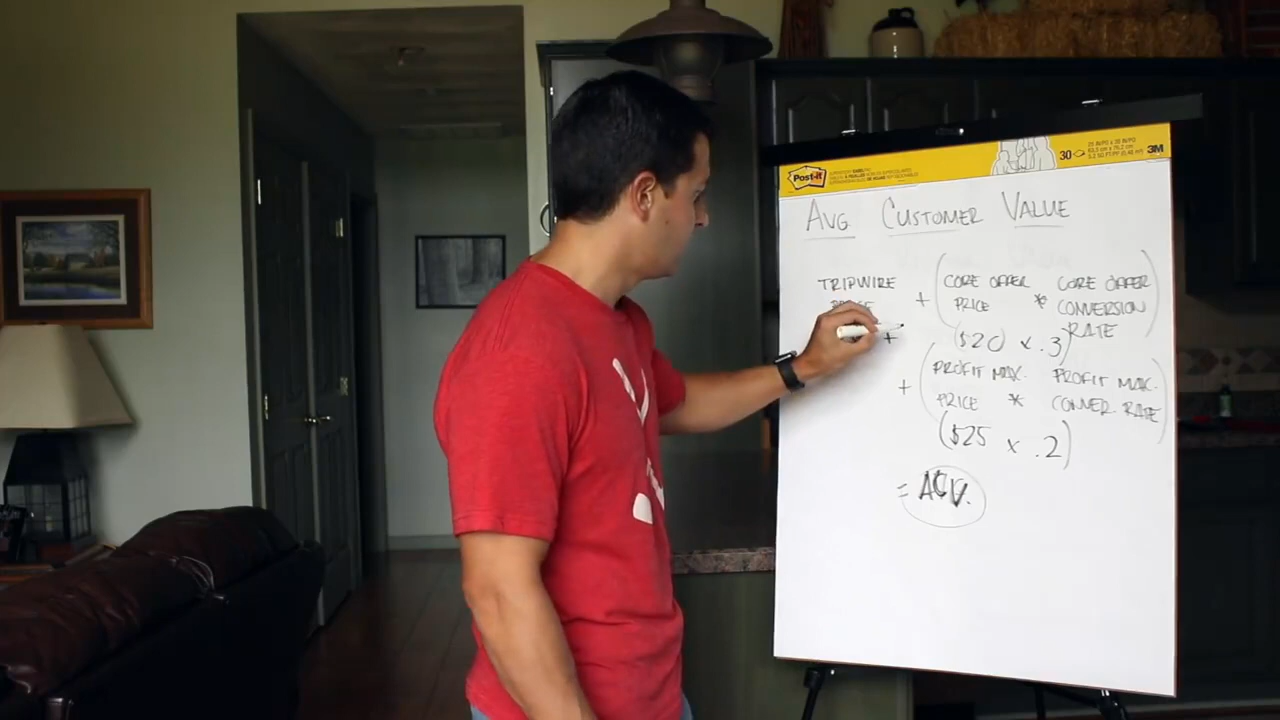 Post-it
30
3M
AVG CUSTOMER VALUE
TRIPWIRE + (CORE OFFER CORE OFFER)
PRICE * CONVERSION
RATE
+ ($20 x .3)
+ (PROFIT MAX. PROFIT MAX.)
PRICE * CONVER. RATE
($25 x .2)
= ACV.